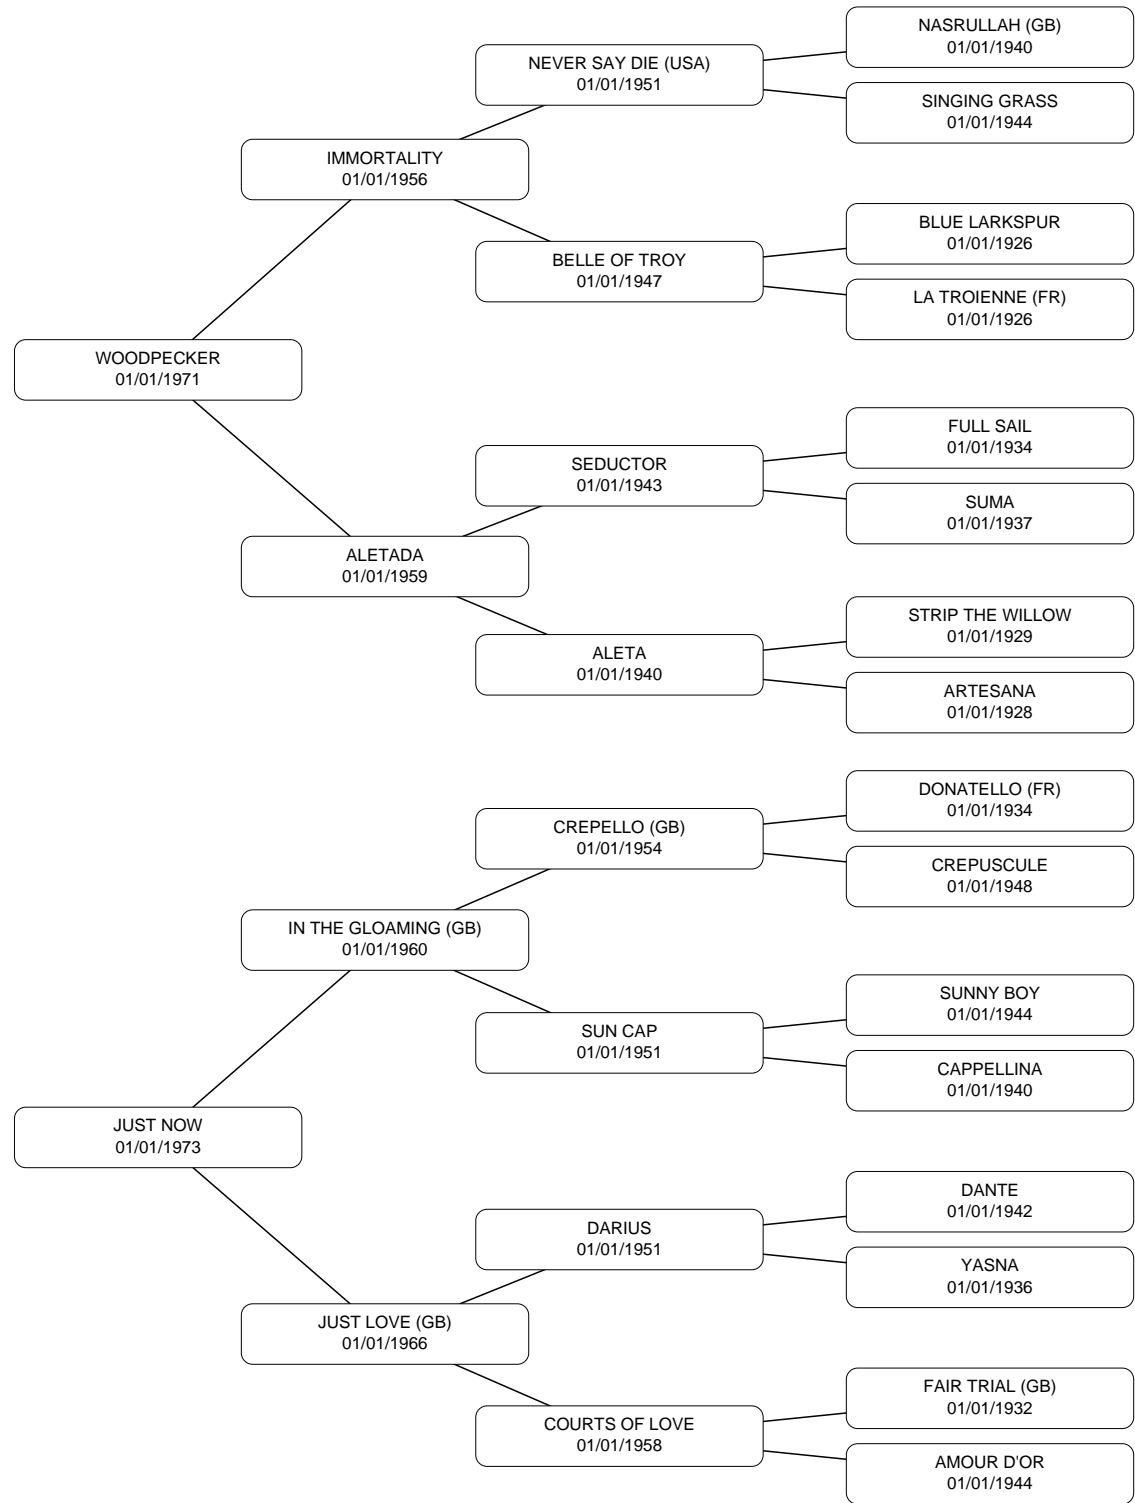 NASRULLAH (GB)
01/01/1940
NEVER SAY DIE (USA)
01/01/1951
SINGING GRASS
01/01/1944
IMMORTALITY
01/01/1956
BLUE LARKSPUR
01/01/1926
BELLE OF TROY
01/01/1947
LA TROIENNE (FR)
01/01/1926
WOODPECKER
01/01/1971
FULL SAIL
01/01/1934
SEDUCTOR
01/01/1943
SUMA
01/01/1937
ALETADA
01/01/1959
STRIP THE WILLOW
01/01/1929
ALETA
01/01/1940
ARTESANA
01/01/1928
DONATELLO (FR)
01/01/1934
CREPELLO (GB)
01/01/1954
CREPUSCULE
01/01/1948
IN THE GLOAMING (GB)
01/01/1960
SUNNY BOY
01/01/1944
SUN CAP
01/01/1951
CAPPELLINA
01/01/1940
JUST NOW
01/01/1973
DANTE
01/01/1942
DARIUS
01/01/1951
YASNA
01/01/1936
JUST LOVE (GB)
01/01/1966
FAIR TRIAL (GB)
01/01/1932
COURTS OF LOVE
01/01/1958
AMOUR D'OR
01/01/1944